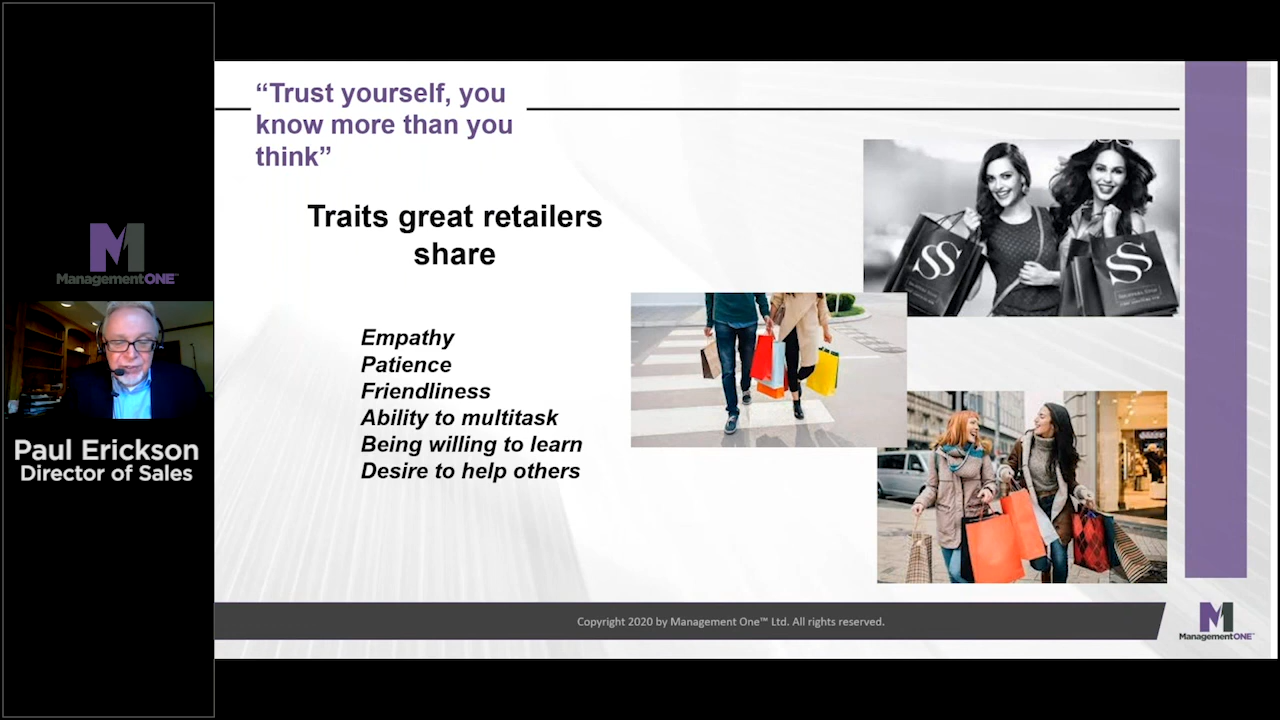 M
ManagementONE™
Paul Erickson
Director of Sales
“Trust yourself, you
know more than you
think”
Traits great retailers
share
Empathy
Patience
Friendliness
Ability to multitask
Being willing to learn
Desire to help others
SS
SS
Copyright 2020 by Management One™ Ltd. All rights reserved.
M
ManagementONE™